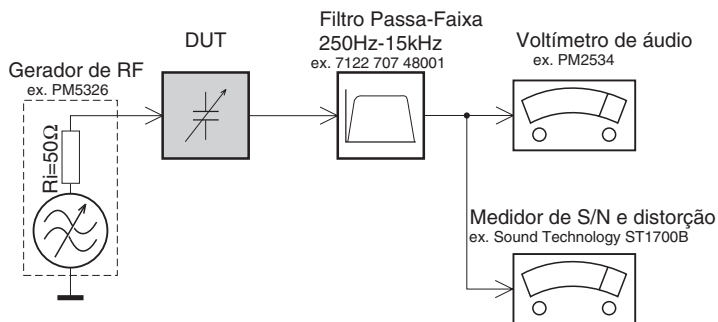 Filtro Passa-Faixa
250Hz-15kHz
ex. 7122 707 48001
DUT
Voltímetro de áudio
ex. PM2534
Gerador de RF
ex. PM5326
Ri=50Ω
Medidor de S/N e distorção
ex. Sound Technology ST1700B